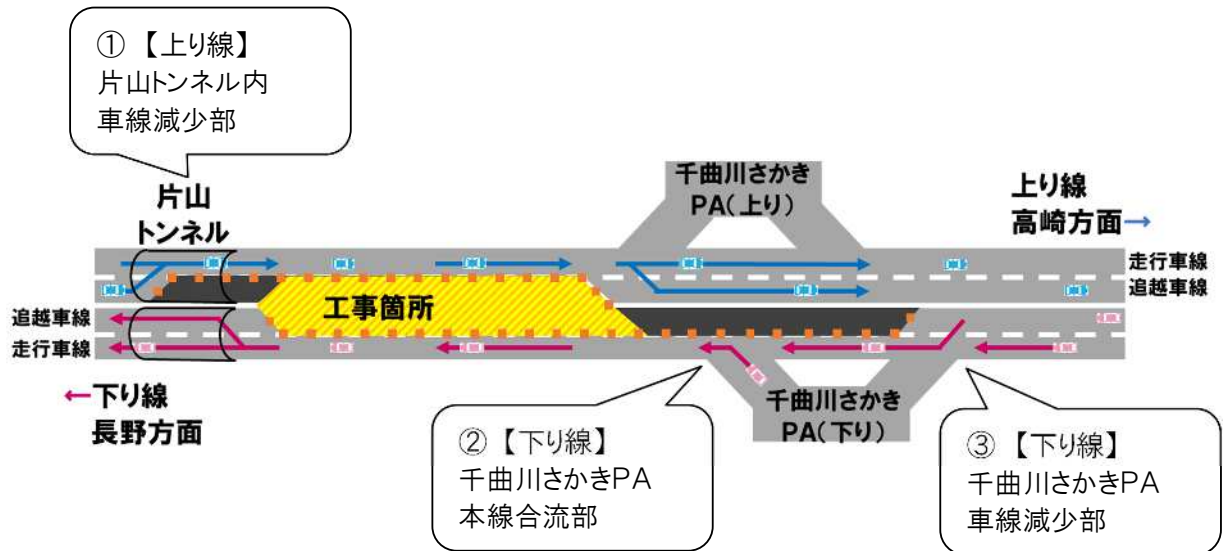 ① 【上り線】
片山トンネル内
車線減少部
片山
トンネル
千曲川さかき
PA(上り)
上り線
高崎方面→
走行車線
追越車線
工事箇所
追越車線
走行車線
←下り線
長野方面
千曲川さかき
PA(下り)
② 【下り線】
千曲川さかきPA
本線合流部
③ 【下り線】
千曲川さかきPA
車線減少部